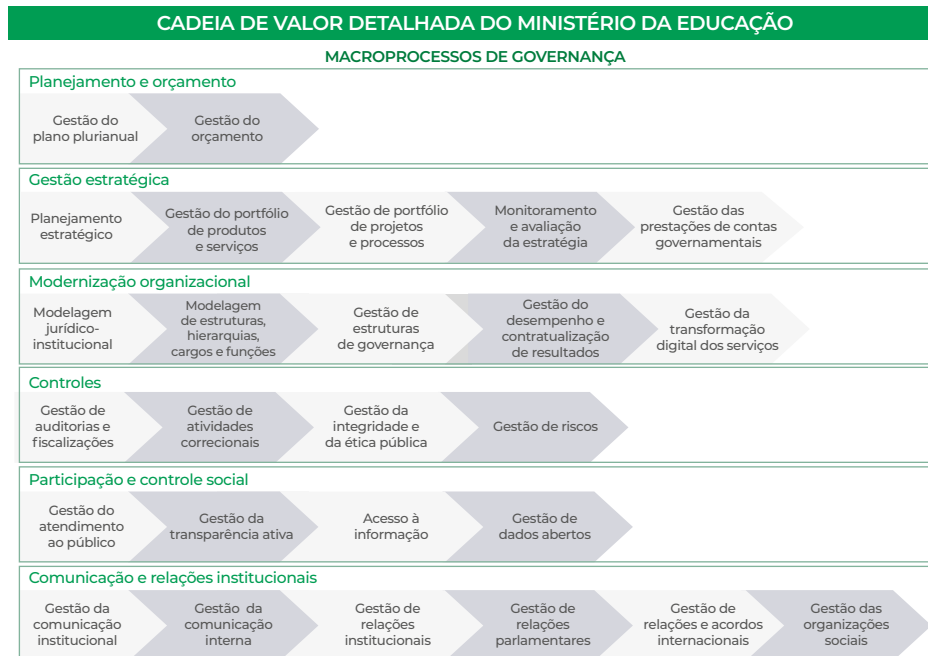 CADEIA DE VALOR DETALHADA DO MINISTÉRIO DA EDUCAÇÃO
MACROPROCESSOS DE GOVERNANÇA
Planejamento e orçamento
Gestão do
plano plurianual
Gestão do
orçamento
Gestão estratégica
Planejamento
estratégico
Gestão do portfólio
de produtos
e serviços
Gestão de portfólio
de projetos
e processos
Monitoramento
e avaliação
da estratégia
Gestão das
prestações de contas
governamentais
Modernização organizacional
Modelagem
jurídico-
institucional
Modelagem
de estruturas,
hierarquias,
cargos e funções
Gestão de
estruturas
de governança
Gestão do
desempenho e
contratualização
de resultados
Gestão da
transformação
digital dos serviços
Controles
Gestão de
auditorias e
fiscalizações
Gestão de
atividades
correcionais
Gestão da
integridade e
da ética pública
Gestão de riscos
Participação e controle social
Gestão do
atendimento
ao público
Gestão da
transparência ativa
Acesso à
informação
Gestão de
dados abertos
Comunicação e relações institucionais
Gestão da
comunicação
institucional
Gestão da
comunicação
interna
Gestão de
relações
institucionais
Gestão de
relações
parlamentares
Gestão de
relações e acordos
internacionais
Gestão das
organizações
sociais